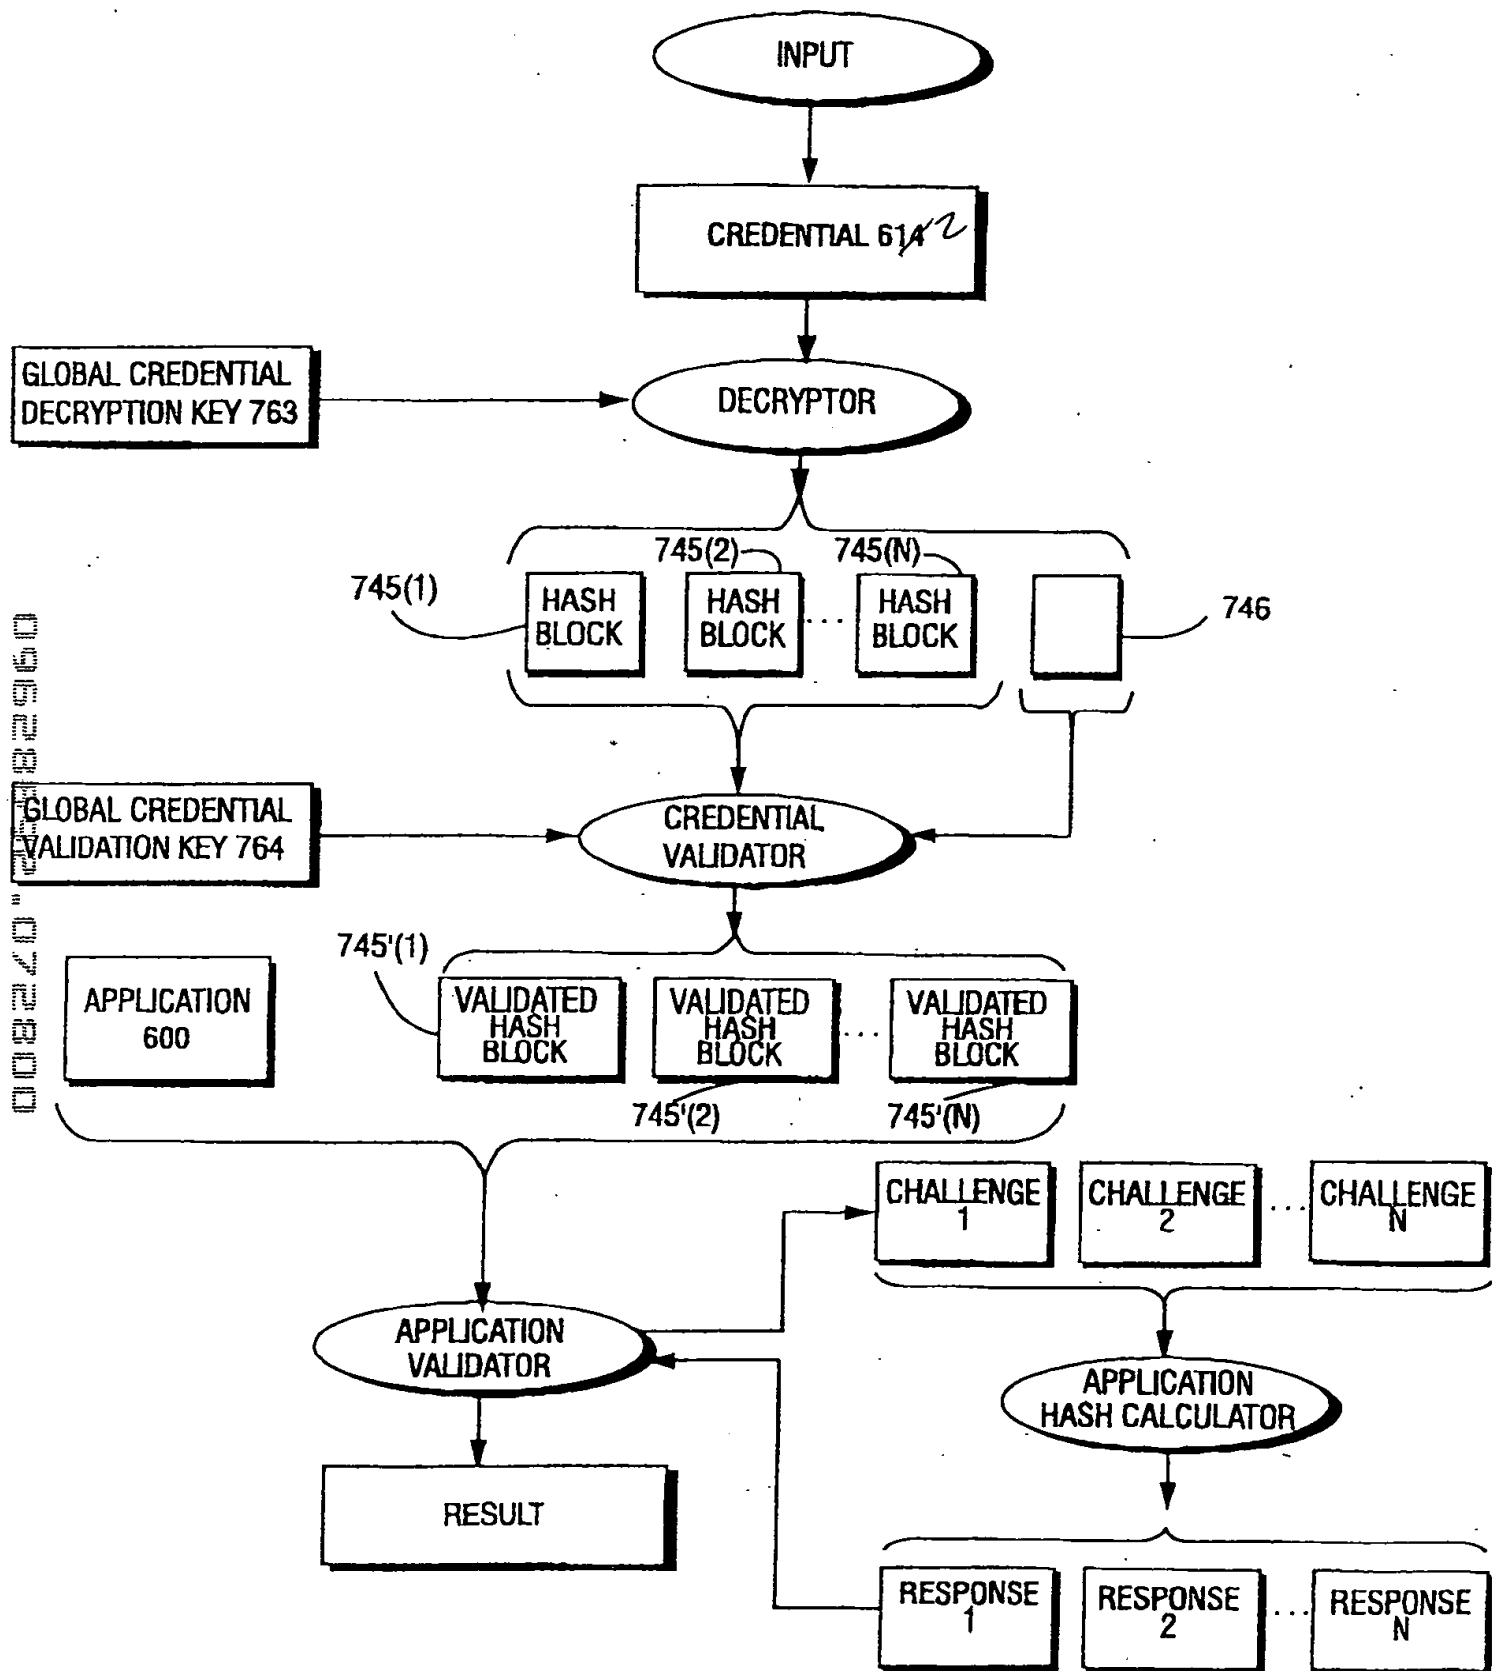 INPUT
CREDENTIAL 614 2
GLOBAL CREDENTIAL
DECRYPTION KEY 763
DECRYPTOR
745(1)
745(2)
745(N)
HASH
BLOCK
HASH
BLOCK
...
HASH
BLOCK
746
GLOBAL CREDENTIAL
VALIDATION KEY 764
CREDENTIAL
VALIDATOR
745'(1)
APPLICATION
600
VALIDATED
HASH
BLOCK
VALIDATED
HASH
BLOCK
...
VALIDATED
HASH
BLOCK
745'(2)
745'(N)
CHALLENGE
1
CHALLENGE
2
...
CHALLENGE
N
APPLICATION
VALIDATOR
APPLICATION
HASH CALCULATOR
RESULT
RESPONSE
1
RESPONSE
2
...
RESPONSE
N